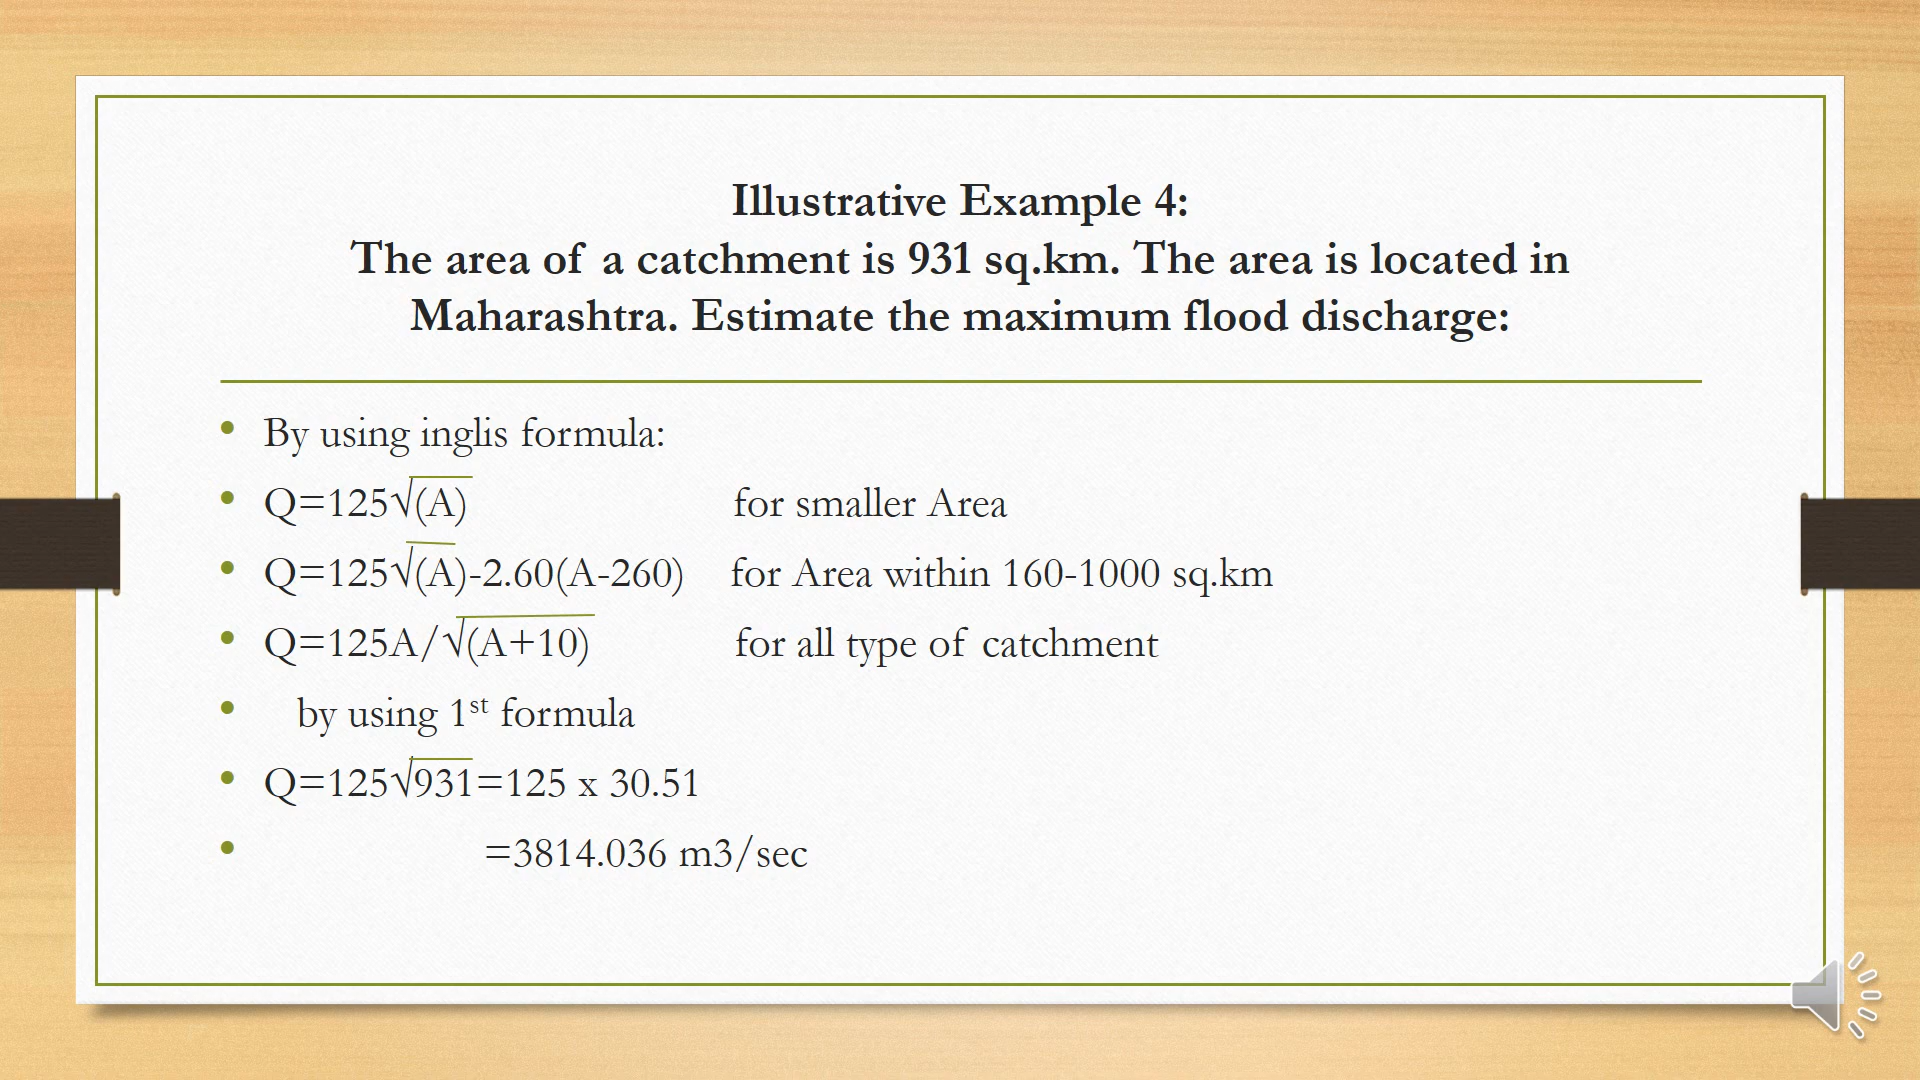 Illustrative Example 4:
The area of a catchment is 931 sq.km. The area is located in
Maharashtra. Estimate the maximum flood discharge:
• By using inglis formula:
• Q=125√(A) for smaller Area
• Q=125√(A)-2.60(A-260) for Area within 160-1000 sq.km
• Q=125A/√(A+10) for all type of catchment
• by using 1st formula
• Q=125√931=125 x 30.51
• =3814.036 m3/sec